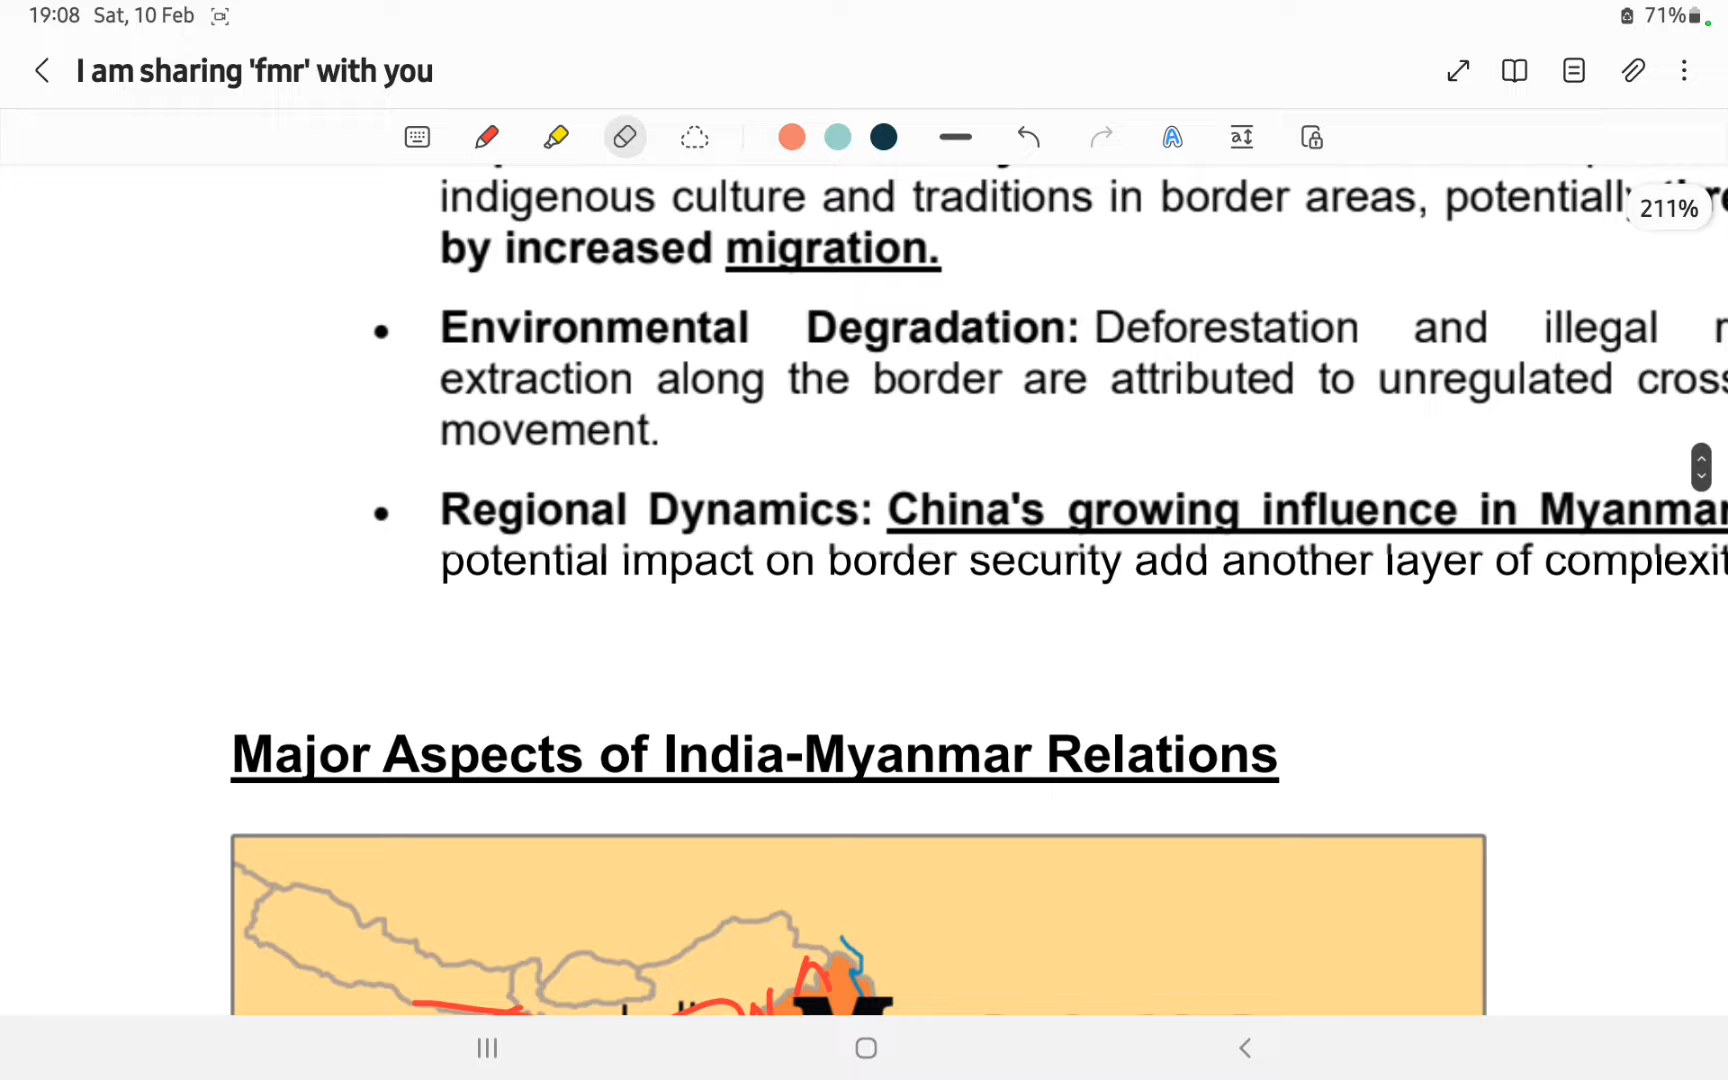 19:08 Sat, 10 Feb
71%
I am sharing 'fmr' with you
indigenous culture and traditions in border areas, potentially
211%
by increased migration.
• Environmental Degradation: Deforestation and illegal
extraction along the border are attributed to unregulated cross
movement.
• Regional Dynamics: China's growing influence in Myanmar
potential impact on border security add another layer of complexit
Major Aspects of India-Myanmar Relations